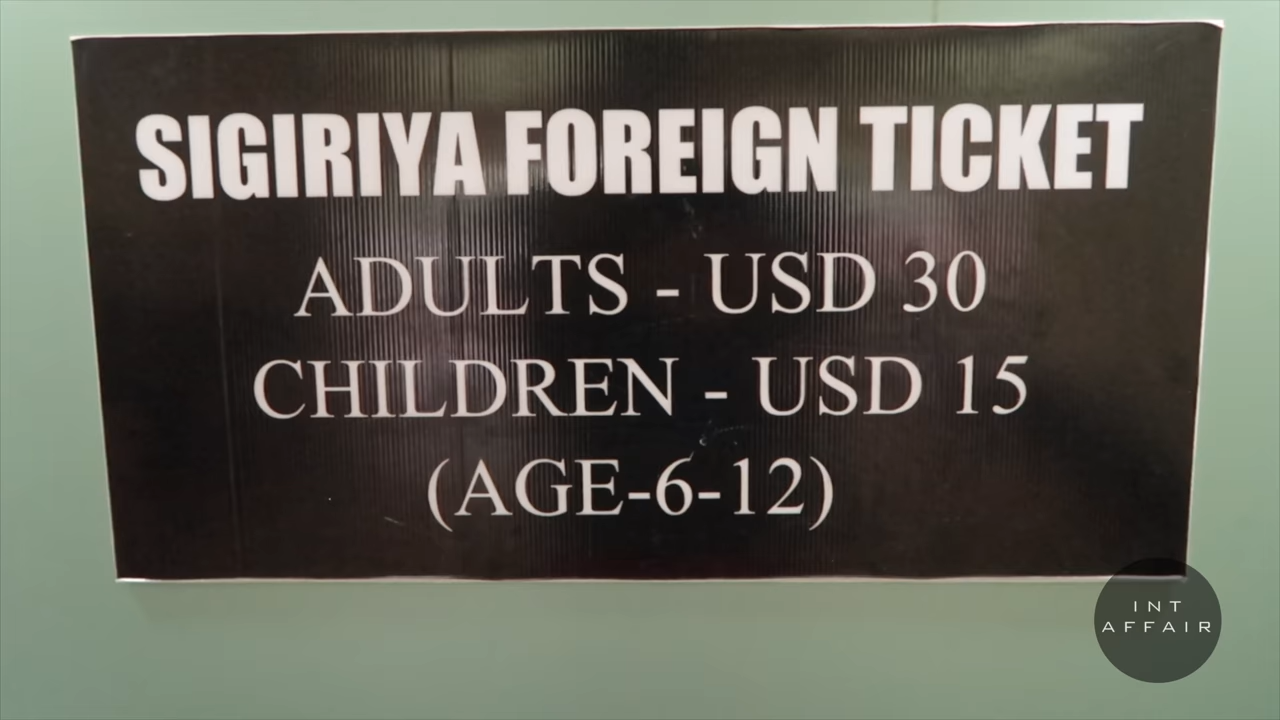 SIGIRIYA FOREIGN TICKET
ADULTS - USD 30
CHILDREN - USD 15
(AGE-6-12)
INT
AFFAIR